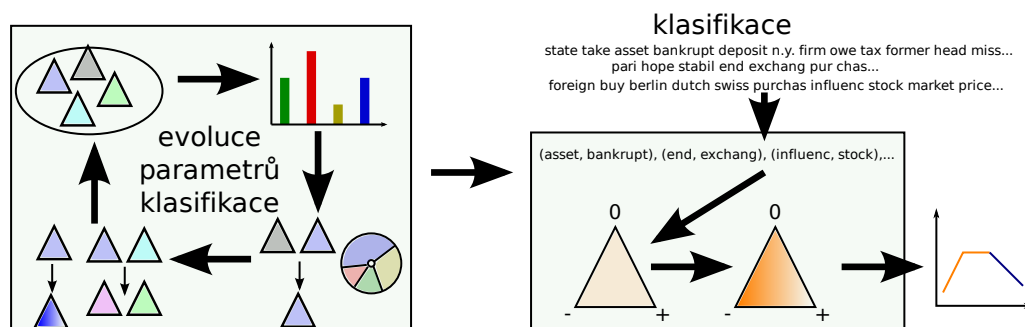 klasifikace
state take asset bankrupt deposit n.y. firm owe tax former head miss...
pari hope stabil end exchang pur chas...
foreign buy berlin dutch swiss purchas influenc stock market price...
evoluce
parametrů
klasifikace
(asset, bankrupt), (end, exchang), (influenc, stock),...
0
0
- +
- +